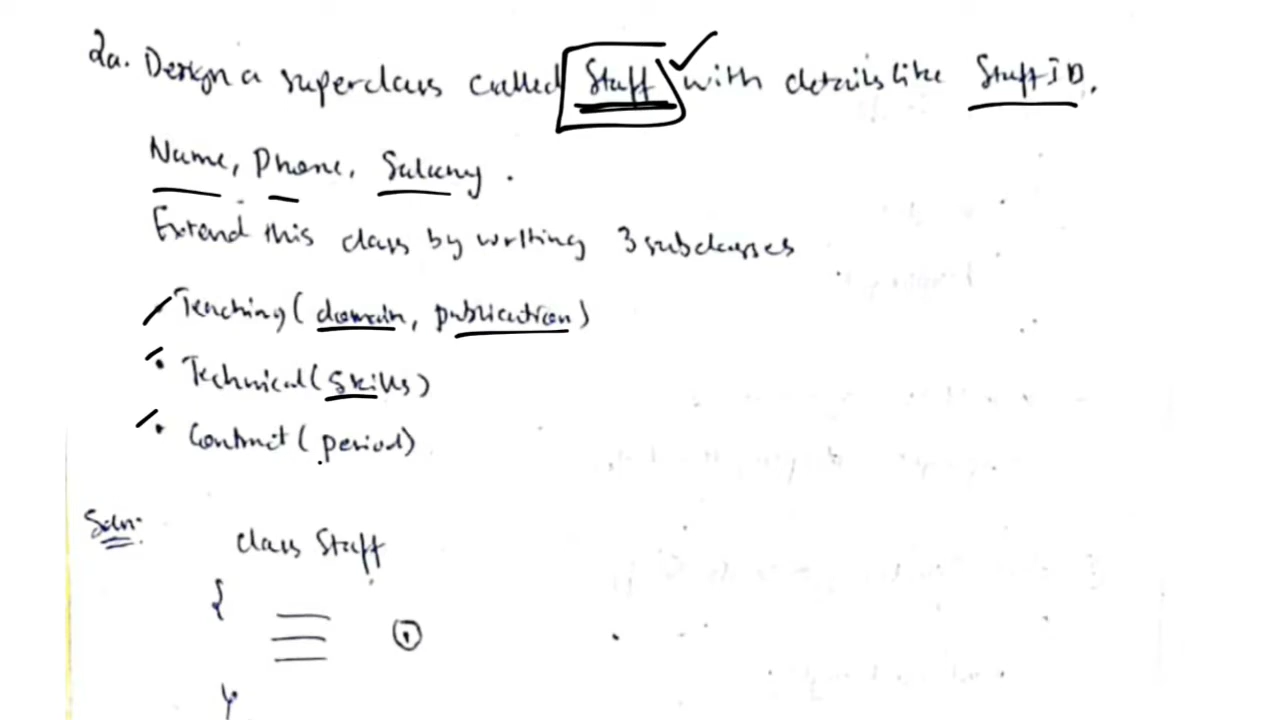 2a. Design a superclass called Staff with details like StaffID.
Name, Phone, Salary.
Extend this class by writing 3 subclasses
Teaching(domain, publication)
• Technical(skills)
• Contract(period)
Soln:
class Staff
{
①
}